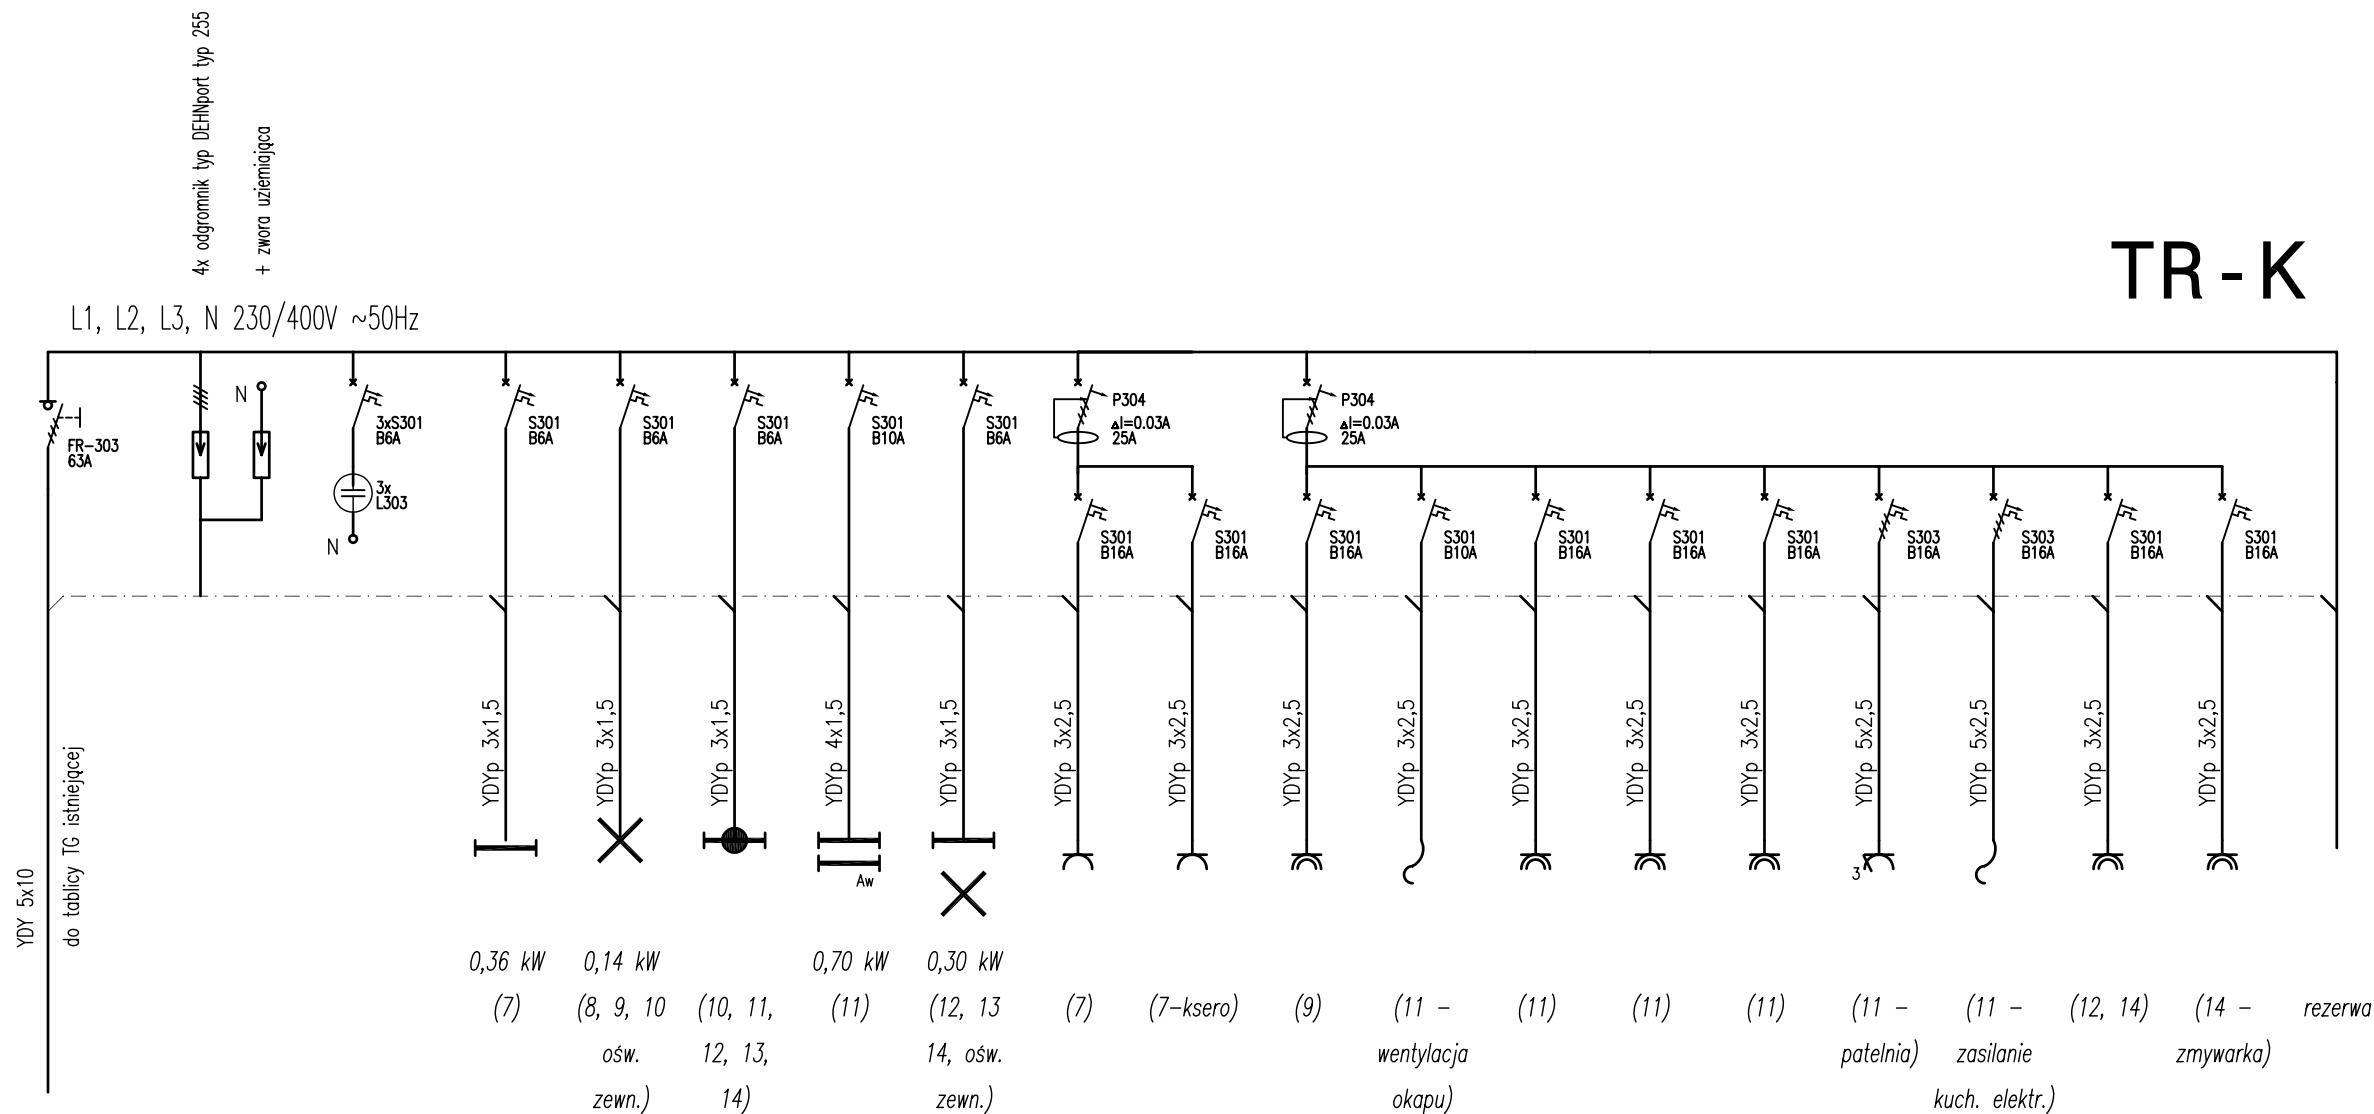 4x odgromnik typ DEHNport typ 255
+ zwora uziemiająca
TR-K
L1, L2, L3, N 230/400V ~50Hz
FR-303
63A
N
3xS301
B6A
3x
L303
N
S301
B6A
S301
B6A
S301
B6A
S301
B10A
S301
B6A
P304
ΔI=0.03A
25A
P304
ΔI=0.03A
25A
S301
B16A
S301
B16A
S301
B16A
S301
B10A
S301
B16A
S301
B16A
S301
B16A
S303
B16A
S303
B16A
S301
B16A
S301
B16A
YDY 5x10
do tablicy TG istniejącej
YDYp 3x1,5
YDYp 3x1,5
YDYp 3x1,5
YDYp 4x1,5
YDYp 3x1,5
YDYp 3x2,5
YDYp 3x2,5
YDYp 3x2,5
YDYp 3x2,5
YDYp 3x2,5
YDYp 3x2,5
YDYp 3x2,5
YDYp 5x2,5
YDYp 5x2,5
YDYp 3x2,5
YDYp 3x2,5
Aw
3
0,36 kW
(7)
0,14 kW
(8, 9, 10
ośw.
zewn.)
(10, 11,
12, 13,
14)
0,70 kW
(11)
0,30 kW
(12, 13
14, ośw.
zewn.)
(7)
(7-ksero)
(9)
(11 -
wentylacja
okapu)
(11)
(11)
(11)
(11 -
patelnia)
(11 -
zasilanie
kuch. elektr.)
(12, 14)
(14 -
zmywarka)
rezerwa